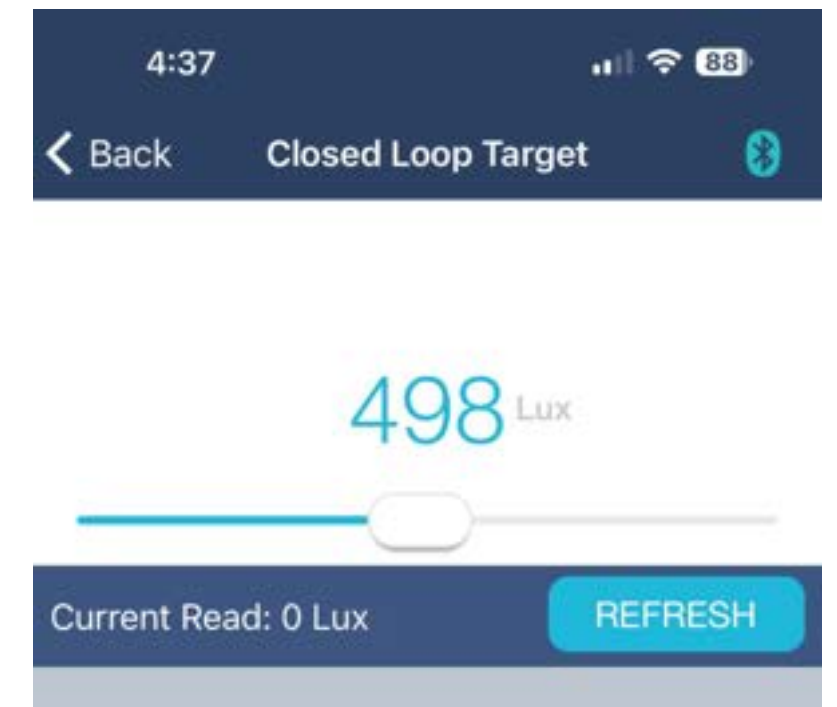 4:37
88
Back
Closed Loop Target
498 Lux
Current Read: 0 Lux
REFRESH